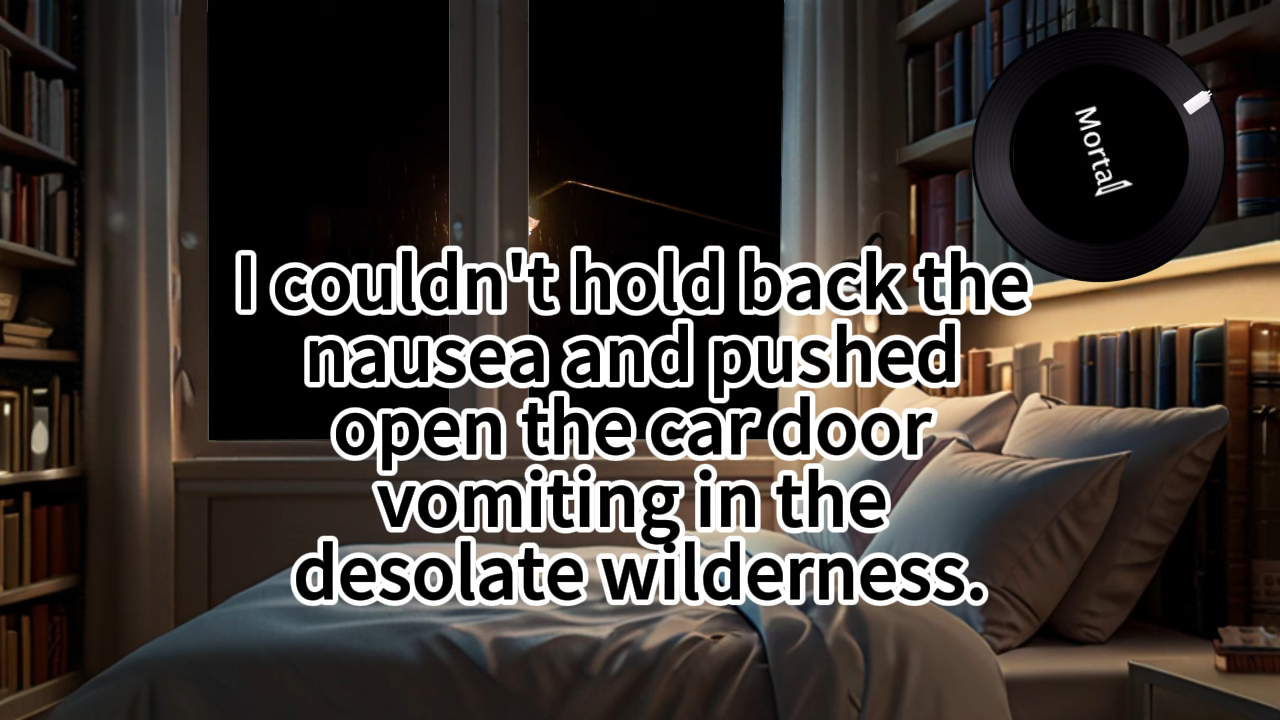 Mortal
I couldn't hold back the
nausea and pushed
open the car door
vomiting in the
desolate wilderness.